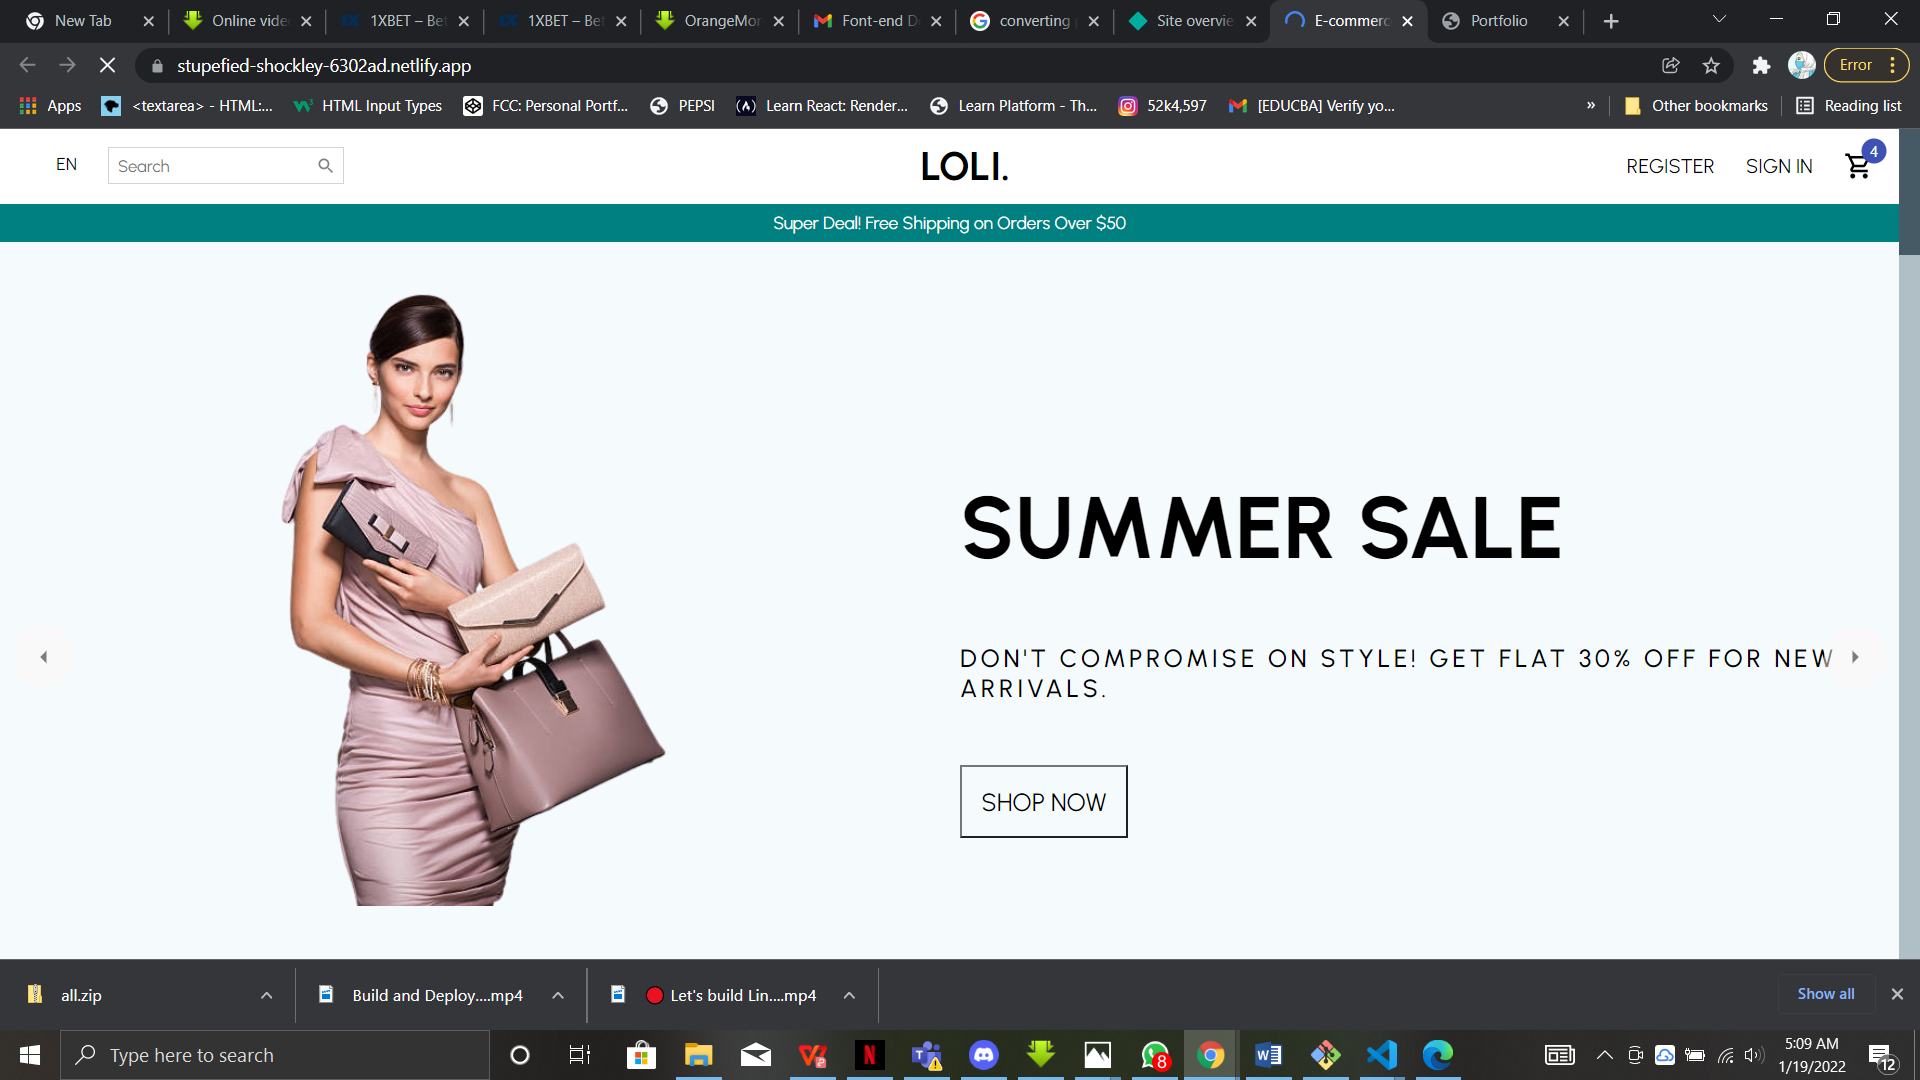 New Tab
Online vide
1XBET – Bet
1XBET – Bet
OrangeMon
Font-end D
converting
Site overvie
E-commerc
Portfolio
stupefied-shockley-6302ad.netlify.app
Error
Apps
<textarea> - HTML:...
HTML Input Types
FCC: Personal Portf...
PEPSI
Learn React: Render...
Learn Platform - Th...
52k4,597
[EDUCBA] Verify yo...
»
Other bookmarks
Reading list
EN
Search
LOLI.
REGISTER
SIGN IN
4
Super Deal! Free Shipping on Orders Over $50
SUMMER SALE
DON'T COMPROMISE ON STYLE! GET FLAT 30% OFF FOR NEW
ARRIVALS.
SHOP NOW
all.zip
Build and Deploy....mp4
Let's build Lin....mp4
Show all
Type here to search
8
5:09 AM
1/19/2022
12